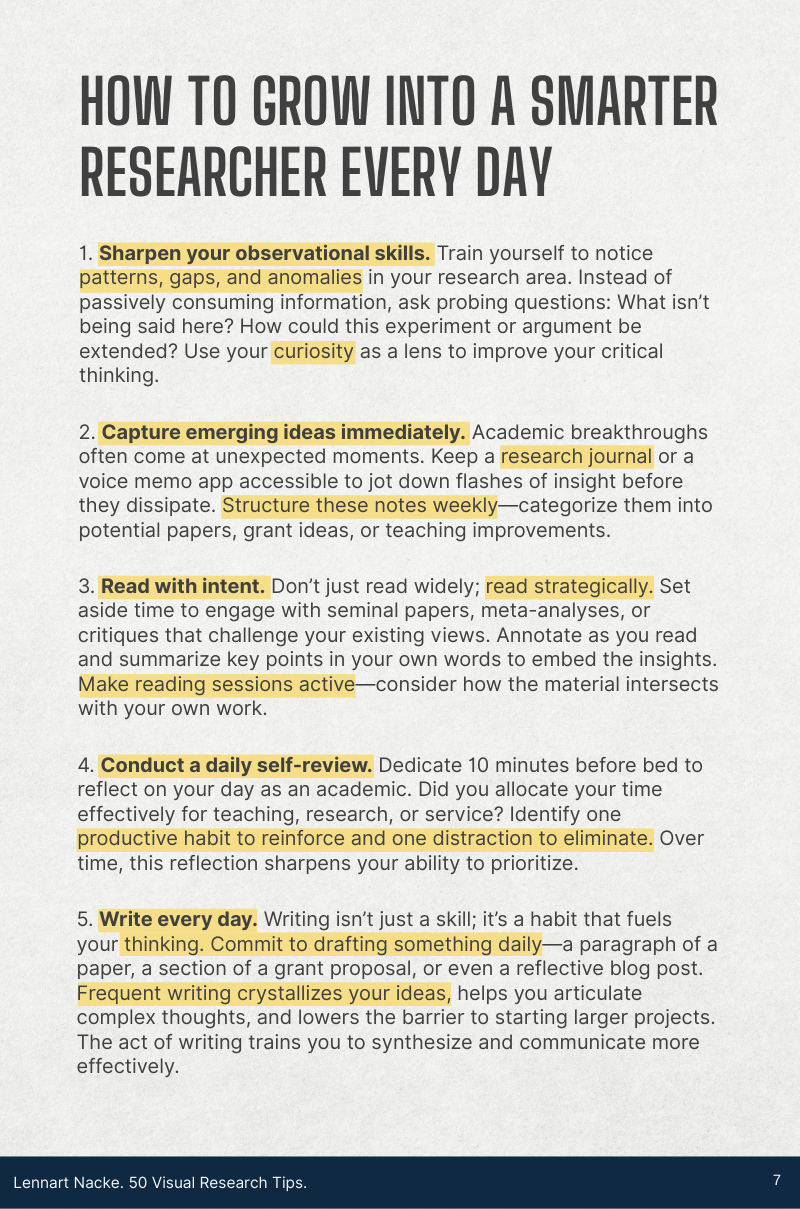 HOW TO GROW INTO A SMARTER
RESEARCHER EVERY DAY
1. Sharpen your observational skills. Train yourself to notice
patterns, gaps, and anomalies in your research area. Instead of
passively consuming information, ask probing questions: What isn’t
being said here? How could this experiment or argument be
extended? Use your curiosity as a lens to improve your critical
thinking.
2. Capture emerging ideas immediately. Academic breakthroughs
often come at unexpected moments. Keep a research journal or a
voice memo app accessible to jot down flashes of insight before
they dissipate. Structure these notes weekly—categorize them into
potential papers, grant ideas, or teaching improvements.
3. Read with intent. Don’t just read widely; read strategically. Set
aside time to engage with seminal papers, meta-analyses, or
critiques that challenge your existing views. Annotate as you read
and summarize key points in your own words to embed the insights.
Make reading sessions active—consider how the material intersects
with your own work.
4. Conduct a daily self-review. Dedicate 10 minutes before bed to
reflect on your day as an academic. Did you allocate your time
effectively for teaching, research, or service? Identify one
productive habit to reinforce and one distraction to eliminate. Over
time, this reflection sharpens your ability to prioritize.
5. Write every day. Writing isn’t just a skill; it’s a habit that fuels
your thinking. Commit to drafting something daily—a paragraph of a
paper, a section of a grant proposal, or even a reflective blog post.
Frequent writing crystallizes your ideas, helps you articulate
complex thoughts, and lowers the barrier to starting larger projects.
The act of writing trains you to synthesize and communicate more
effectively.
Lennart Nacke. 50 Visual Research Tips.
7